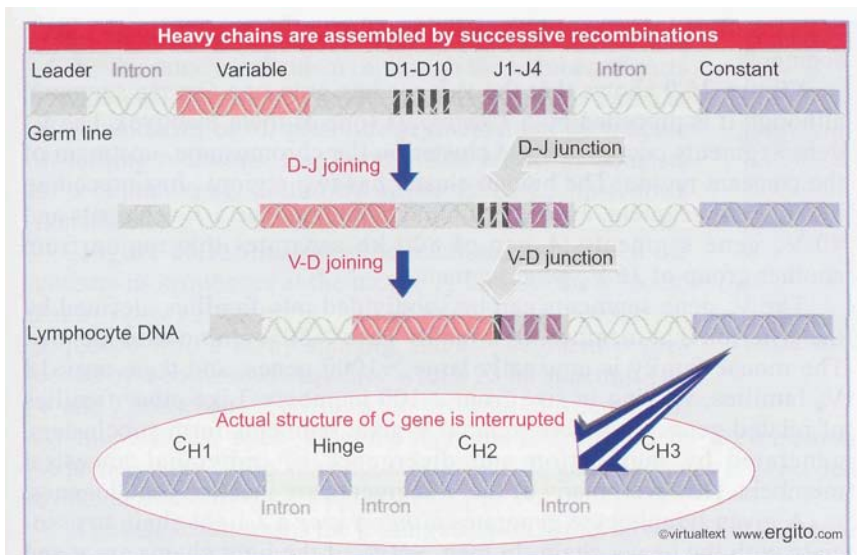 Heavy chains are assembled by successive recombinations
Leader Intron Variable D1-D10 J1-J4 Intron Constant
Germ line
D-J joining D-J junction
V-D joining V-D junction
Lymphocyte DNA
Actual structure of C gene is interrupted
CH1 Hinge CH2 CH3
Intron Intron Intron
©virtualtext www.ergito.com